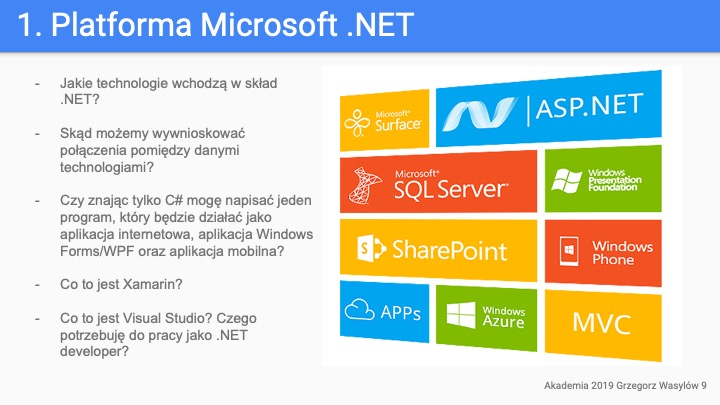 1. Platforma Microsoft .NET
- Jakie technologie wchodzą w skład
.NET?
- Skąd możemy wywnioskować
połączenia pomiędzy danymi
technologiami?
- Czy znając tylko C# mogę napisać jeden
program, który będzie działać jako
aplikacja internetowa, aplikacja Windows
Forms/WPF oraz aplikacja mobilna?
- Co to jest Xamarin?
- Co to jest Visual Studio? Czego
potrzebuję do pracy jako .NET
developer?
Microsoft®
Surface®
ASP.NET
Microsoft®
SQL Server®
Windows
Presentation
Foundation
SharePoint
Windows
Phone
APPs
Windows
Azure
MVC
Akademia 2019 Grzegorz Wasylów 9